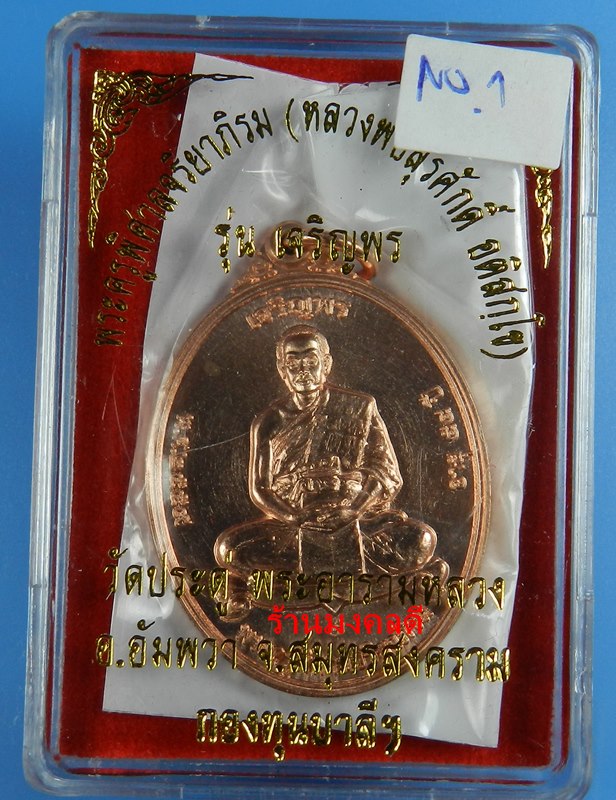 NO.1
พระครูพิศาลจริยาภิรม (หลวงพ่อสุรศักดิ์ อติสกฺโข)
รุ่น เจริญพร
เจริญพร
วัดประดู่ พระอารามหลวง
ร้านมงคลดี
อ.อัมพวา จ.สมุทรสงคราม
กองทุนบาลีฯ